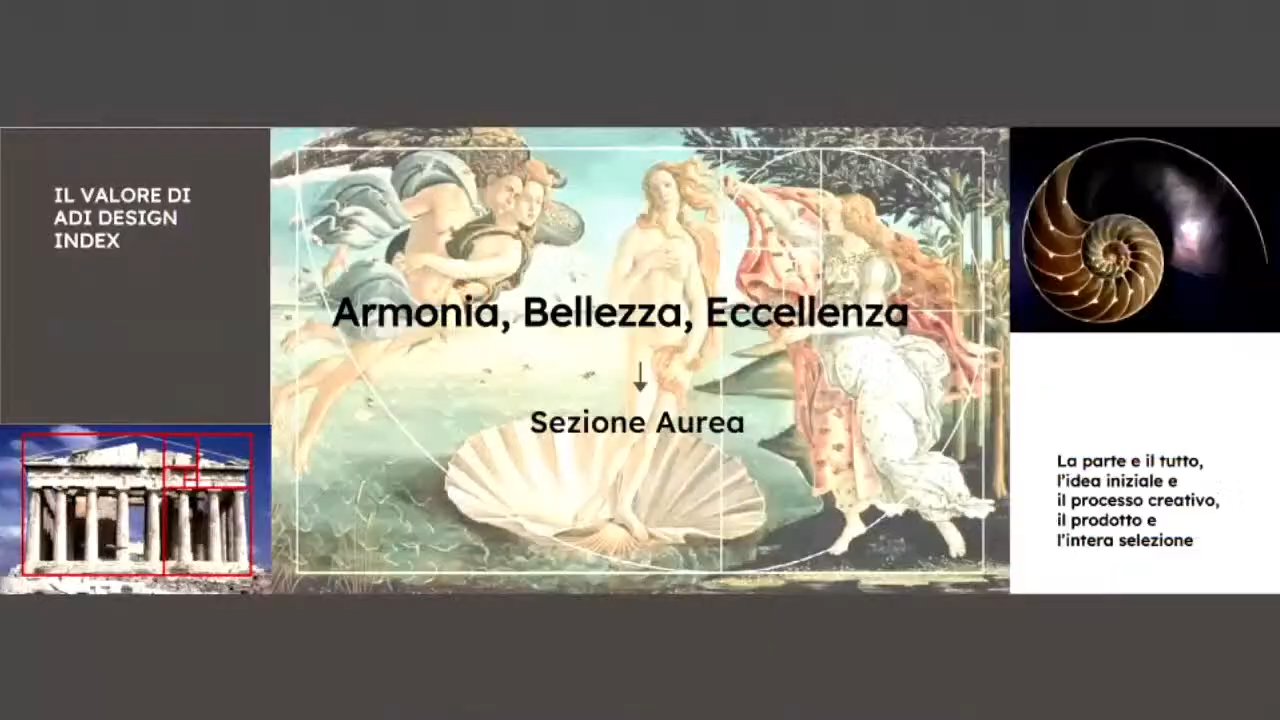 IL VALORE DI
ADI DESIGN
INDEX
Armonia, Bellezza, Eccellenza
Sezione Aurea
La parte e il tutto,
l'idea iniziale e
il processo creativo,
il prodotto e
l'intera selezione